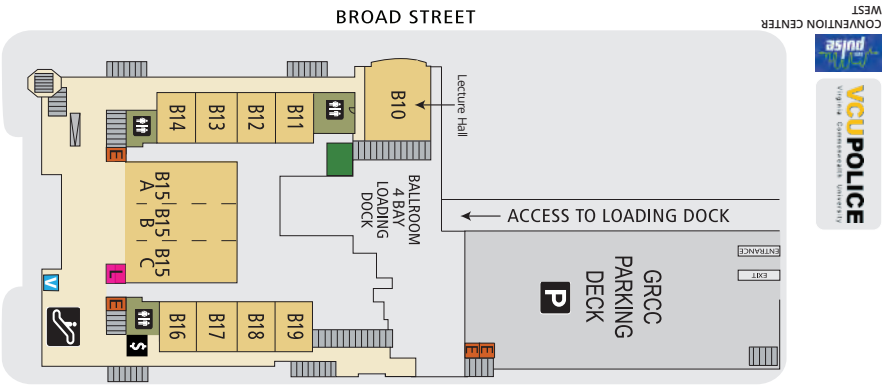 BROAD STREET
CONVENTION CENTER
WEST
pulse
VCU POLICE
Virginia Commonwealth University
B10
Lecture Hall
B14
B13
B12
B11
E
B15
A
B15
B
B15
C
BALLROOM
4 BAY
LOADING
DOCK
ACCESS TO LOADING DOCK
ENTRANCE
EXIT
GRCC
PARKING
DECK
P
L
V
E
$
B16
B17
B18
B19
E
E